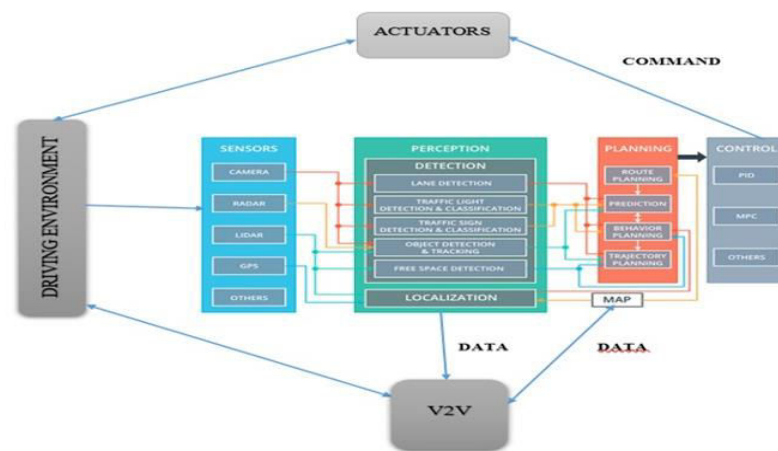 ACTUATORS
COMMAND
DRIVING ENVIRONMENT
SENSORS
CAMERA
RADAR
LIDAR
GPS
OTHERS
PERCEPTION
DETECTION
LANE DETECTION
TRAFFIC LIGHT
DETECTION & CLASSIFICATION
TRAFFIC SIGN
DETECTION & CLASSIFICATION
OBJECT DETECTION
& TRACKING
FREE SPACE DETECTION
LOCALIZATION
PLANNING
ROUTE
PLANNING
PREDICTION
BEHAVIOR
PLANNING
TRAJECTORY
PLANNING
MAP
CONTROL
PID
MPC
OTHERS
DATA
DATA
V2V